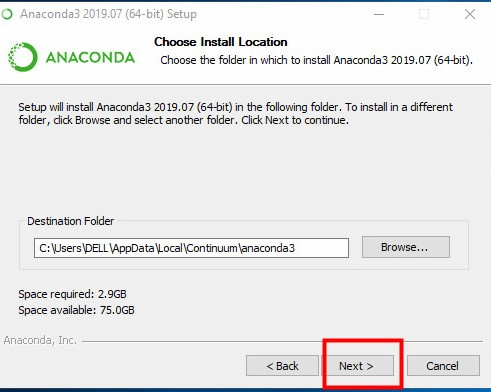 Anaconda3 2019.07 (64-bit) Setup
ANACONDA
Choose Install Location
Choose the folder in which to install Anaconda3 2019.07 (64-bit).
Setup will install Anaconda3 2019.07 (64-bit) in the following folder. To install in a different
folder, click Browse and select another folder. Click Next to continue.
Destination Folder
C:\Users\DELL\AppData\Local\Continuum\anaconda3
Browse...
Space required: 2.9GB
Space available: 75.0GB
Anaconda, Inc.
< Back
Next >
Cancel